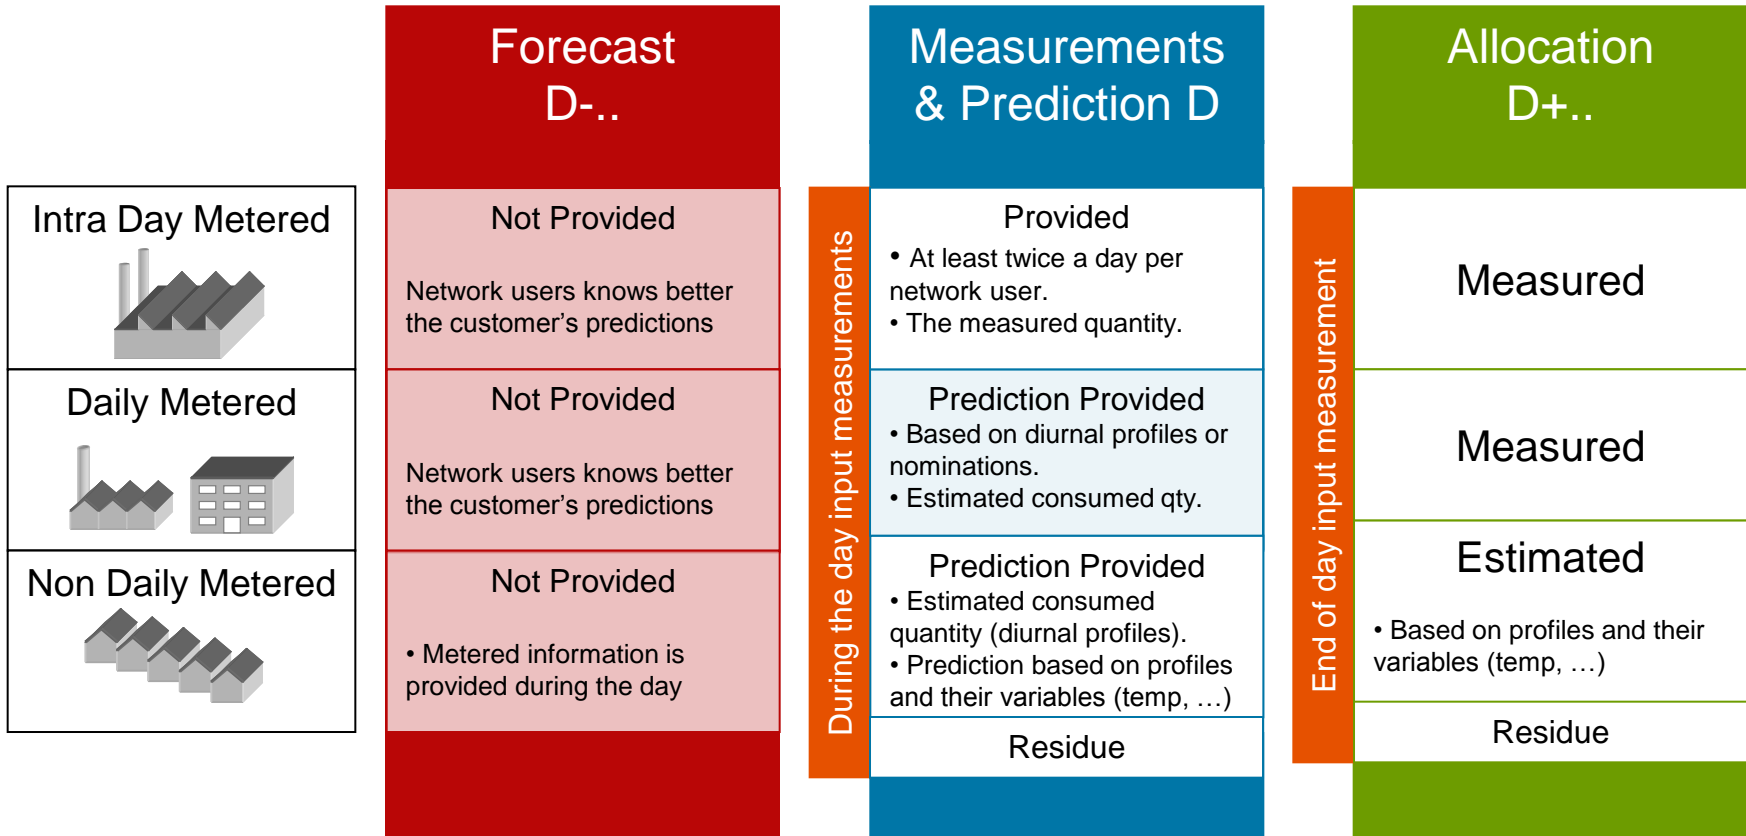 Forecast
D-..
Measurements
& Prediction D
Allocation
D+..
Intra Day Metered
Not Provided
Network users knows better
the customer’s predictions
During the day input measurements
Provided
• At least twice a day per
network user.
• The measured quantity.
End of day input measurement
Measured
Daily Metered
Not Provided
Network users knows better
the customer’s predictions
Prediction Provided
• Based on diurnal profiles or
nominations.
• Estimated consumed qty.
Measured
Non Daily Metered
Not Provided
• Metered information is
provided during the day
Prediction Provided
• Estimated consumed
quantity (diurnal profiles).
• Prediction based on profiles
and their variables (temp, …)
Estimated
• Based on profiles and their
variables (temp, …)
Residue
Residue